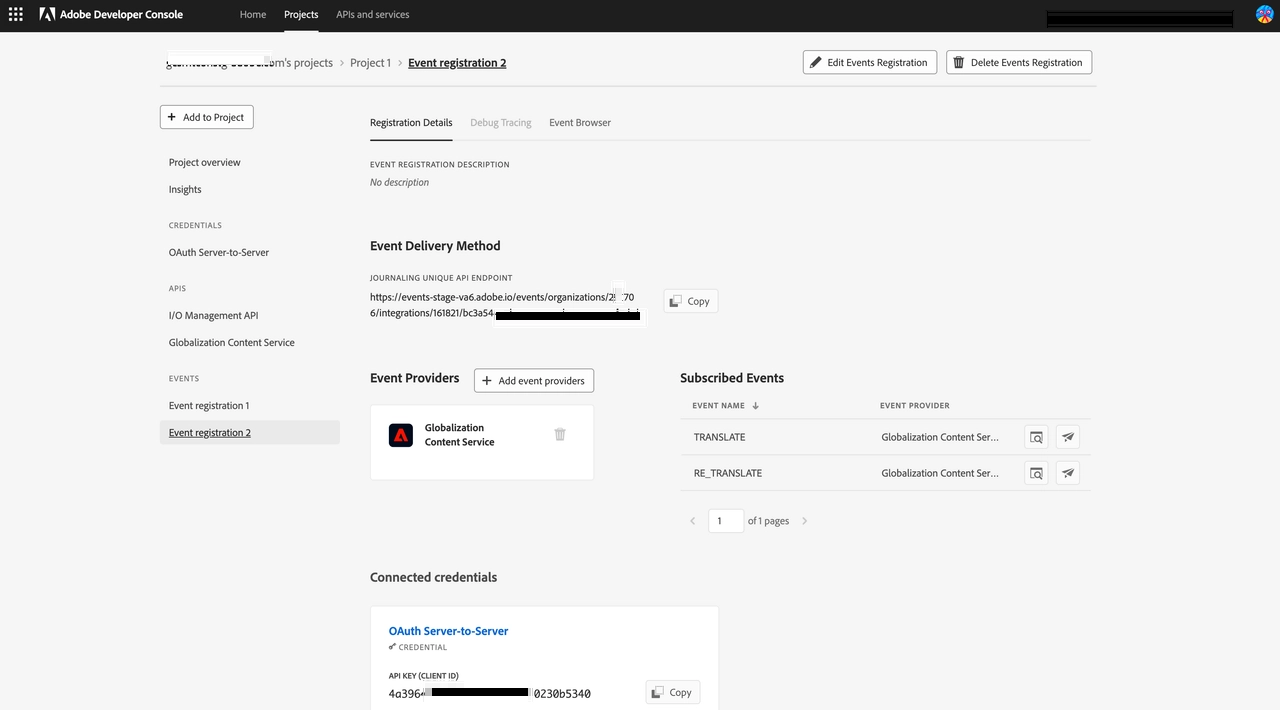 Adobe Developer Console
Home
Projects
APIs and services
m's projects
Project 1
Event registration 2
Edit Events Registration
Delete Events Registration
Add to Project
Project overview
Insights
CREDENTIALS
OAuth Server-to-Server
APIS
I/O Management API
Globalization Content Service
EVENTS
Event registration 1
Event registration 2
Registration Details
Debug Tracing
Event Browser
EVENT REGISTRATION DESCRIPTION
No description
Event Delivery Method
JOURNALING UNIQUE API ENDPOINT
https://events-stage-va6.adobe.io/events/organizations/2
6/integrations/161821/bc3a54
Copy
Event Providers
Add event providers
Globalization
Content Service
Subscribed Events
EVENT NAME
EVENT PROVIDER
TRANSLATE
Globalization Content Ser...
RE_TRANSLATE
Globalization Content Ser...
1
of 1 pages
Connected credentials
OAuth Server-to-Server
CREDENTIAL
API KEY (CLIENT ID)
4a396
0230b5340
Copy